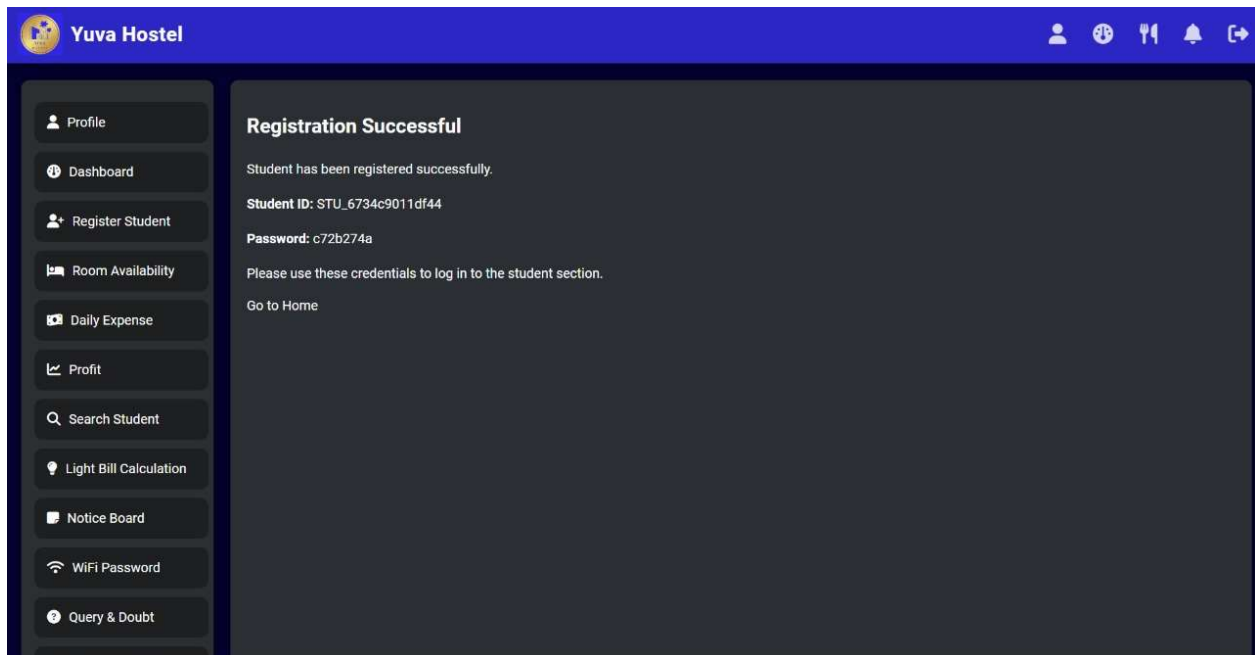 Yuva Hostel
Profile
Dashboard
Register Student
Room Availability
Daily Expense
Profit
Search Student
Light Bill Calculation
Notice Board
WiFi Password
Query & Doubt
Registration Successful
Student has been registered successfully.
Student ID: STU_6734c9011df44
Password: c72b274a
Please use these credentials to log in to the student section.
Go to Home